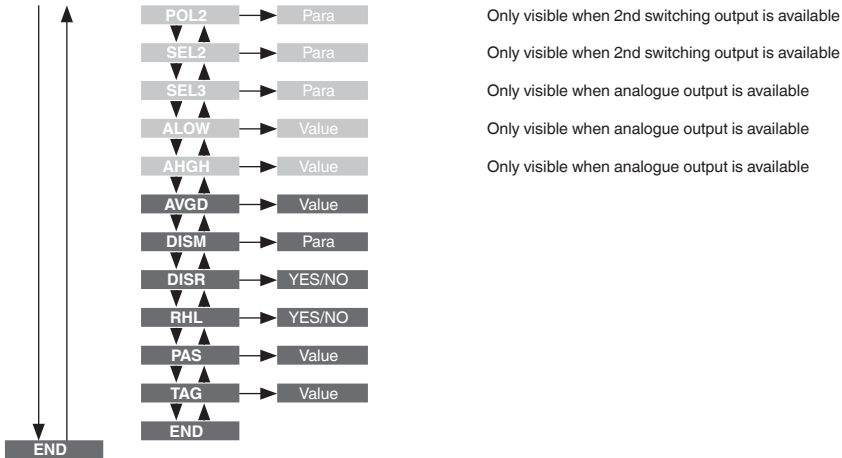 POL2 Para Only visible when 2nd switching output is available
SEL2 Para Only visible when 2nd switching output is available
SEL3 Para Only visible when analogue output is available
ALOW Value Only visible when analogue output is available
AHGH Value Only visible when analogue output is available
AVGD Value
DISM Para
DISR YES/NO
RHL YES/NO
PAS Value
TAG Value
END
END